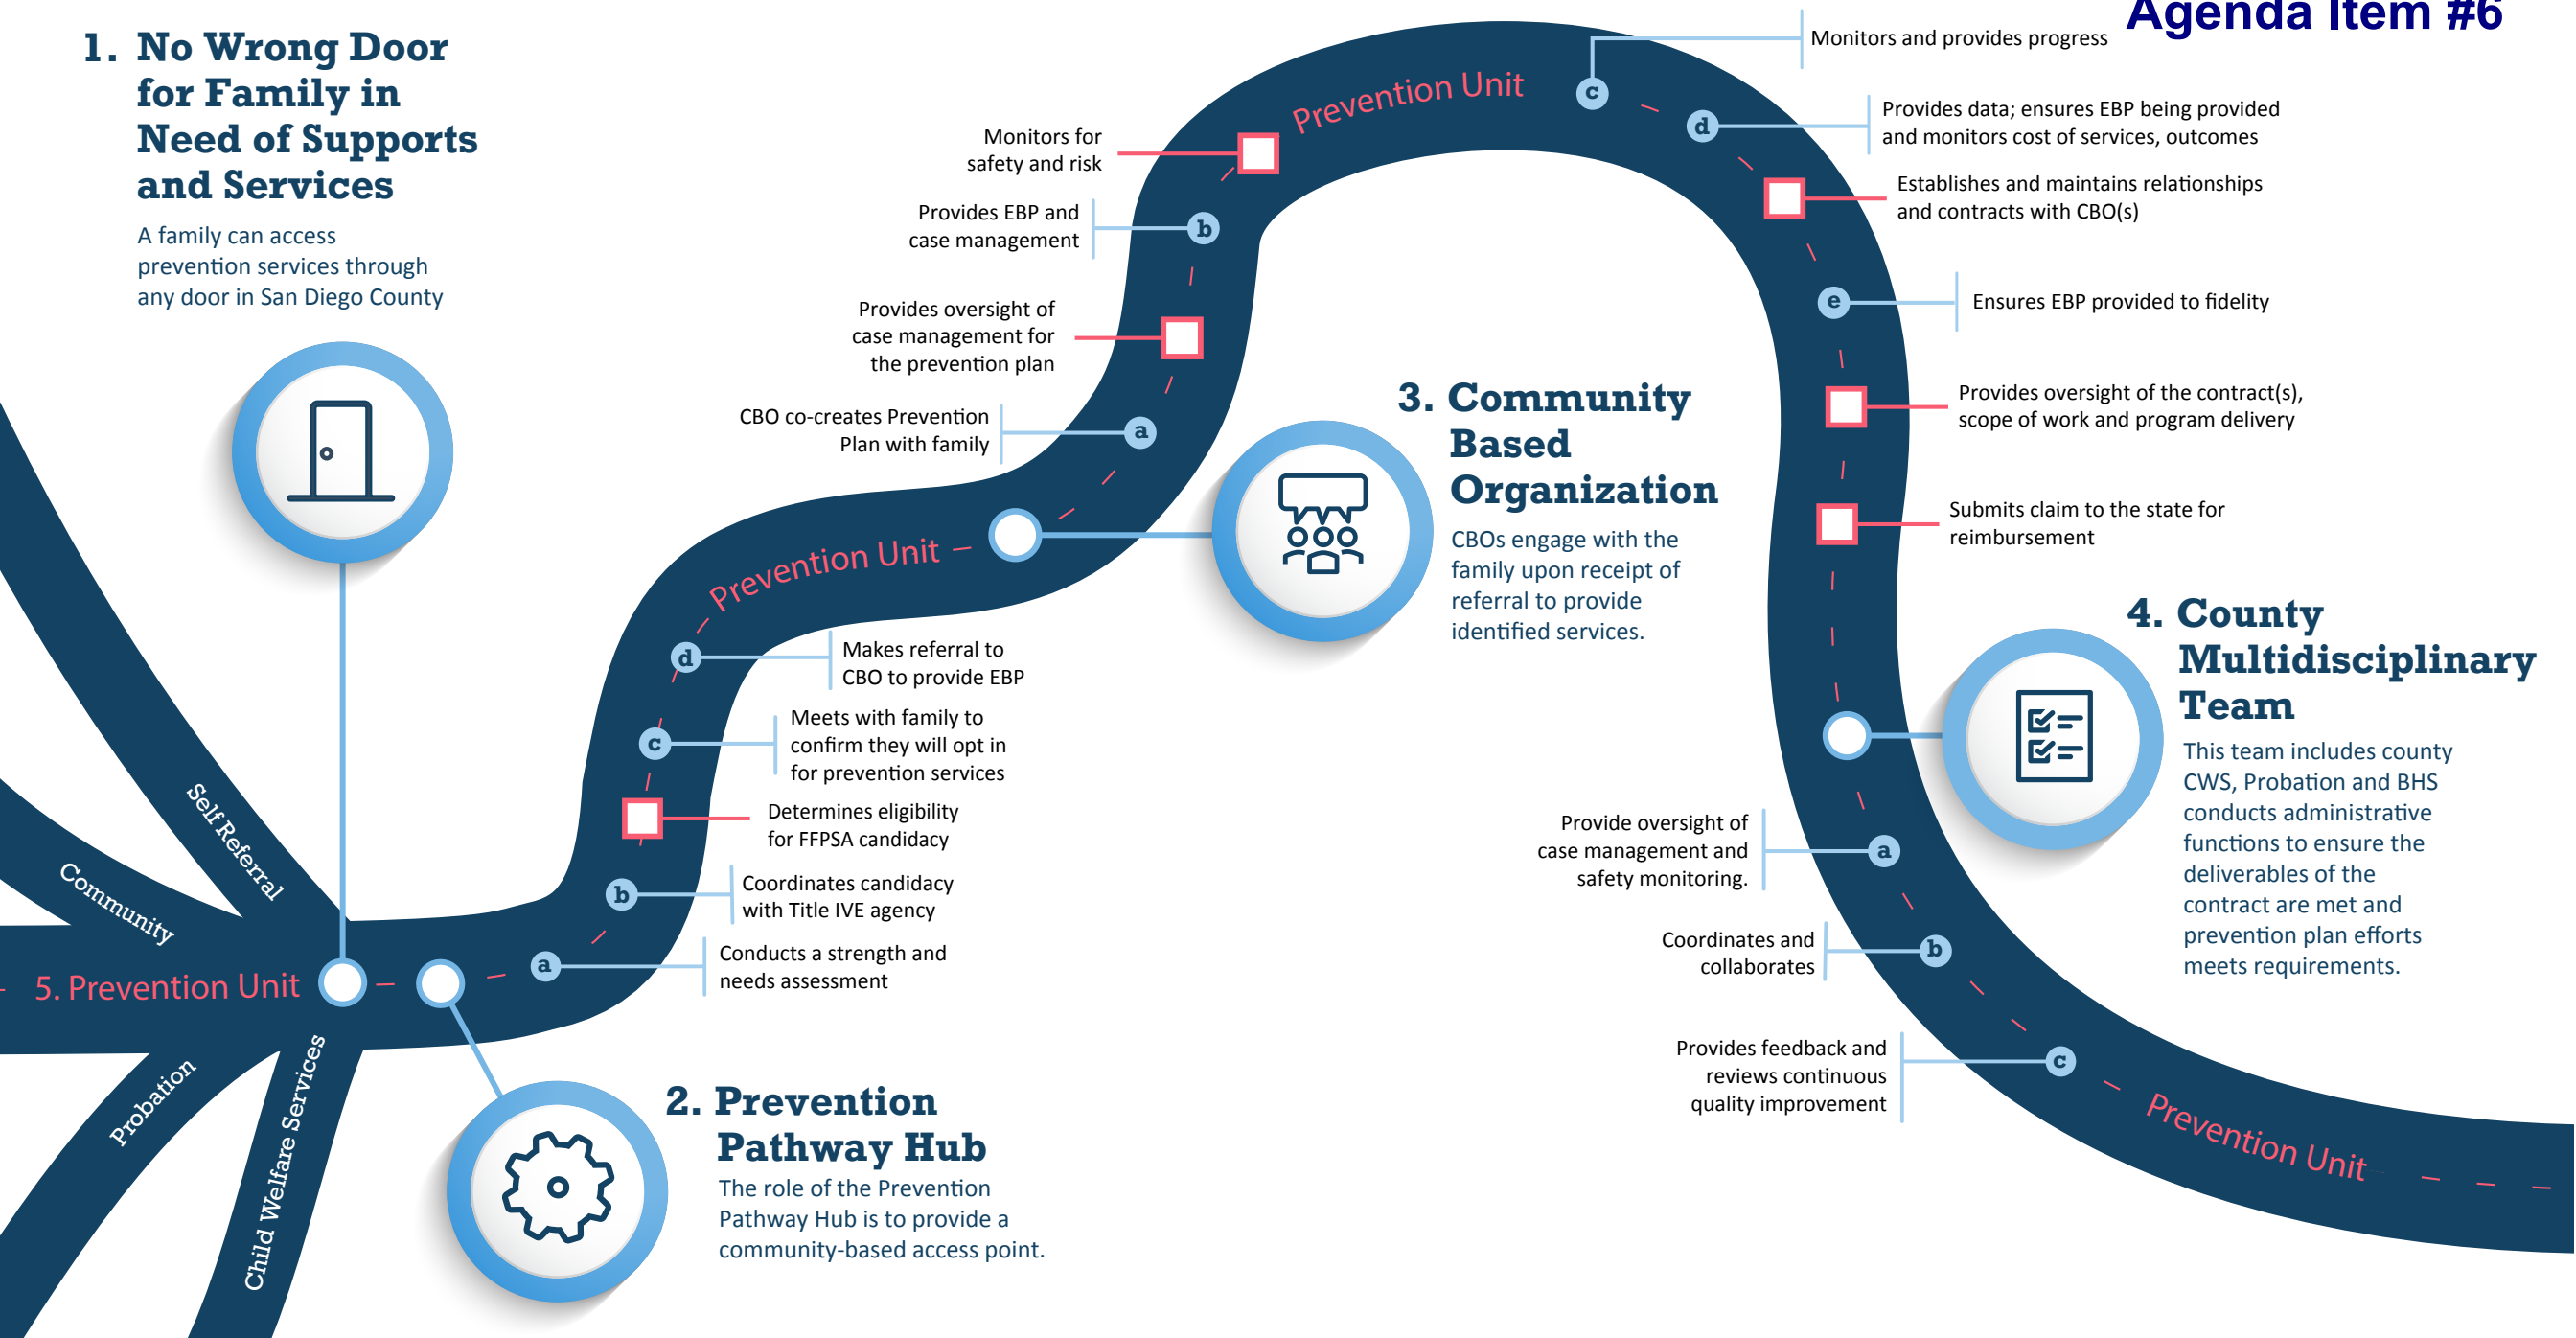 Agenda Item #6
1. No Wrong Door
for Family in
Need of Supports
and Services
A family can access
prevention services through
any door in San Diego County
Self Referral
Community
5. Prevention Unit
Probation
Child Welfare Services
2. Prevention
Pathway Hub
The role of the Prevention
Pathway Hub is to provide a
community-based access point.
a
Conducts a strength and
needs assessment
b
Coordinates candidacy
with Title IVE agency
Determines eligibility
for FFPSA candidacy
c
Meets with family to
confirm they will opt in
for prevention services
d
Makes referral to
CBO to provide EBP
Prevention Unit
3. Community
Based
Organization
CBOs engage with the
family upon receipt of
referral to provide
identified services.
a
CBO co-creates Prevention
Plan with family
Provides oversight of
case management for
the prevention plan
b
Provides EBP and
case management
Monitors for
safety and risk
Prevention Unit
c
Monitors and provides progress
d
Provides data; ensures EBP being provided
and monitors cost of services, outcomes
Establishes and maintains relationships
and contracts with CBO(s)
e
Ensures EBP provided to fidelity
Provides oversight of the contract(s),
scope of work and program delivery
Submits claim to the state for
reimbursement
4. County
Multidisciplinary
Team
This team includes county
CWS, Probation and BHS
conducts administrative
functions to ensure the
deliverables of the
contract are met and
prevention plan efforts
meets requirements.
a
Provide oversight of
case management and
safety monitoring.
b
Coordinates and
collaborates
c
Provides feedback and
reviews continuous
quality improvement
Prevention Unit